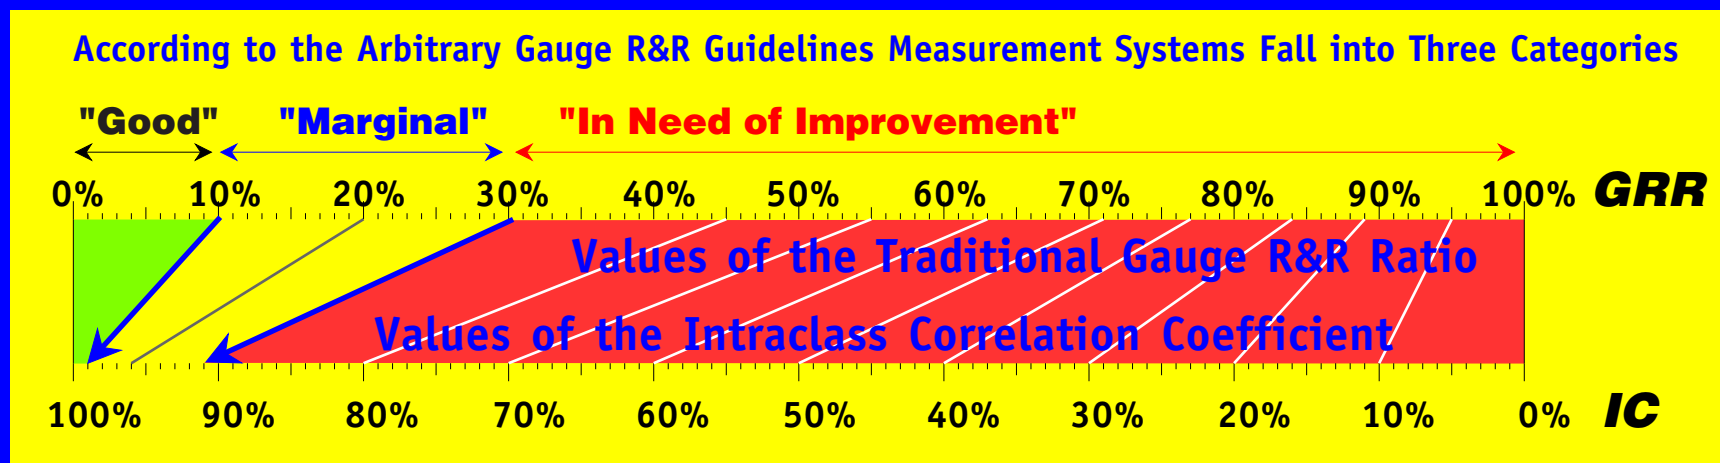 According to the Arbitrary Gauge R&R Guidelines Measurement Systems Fall into Three Categories
"Good" "Marginal" "In Need of Improvement"
0% 10% 20% 30% 40% 50% 60% 70% 80% 90% 100% GRR
Values of the Traditional Gauge R&R Ratio
Values of the Intraclass Correlation Coefficient
100% 90% 80% 70% 60% 50% 40% 30% 20% 10% 0% IC